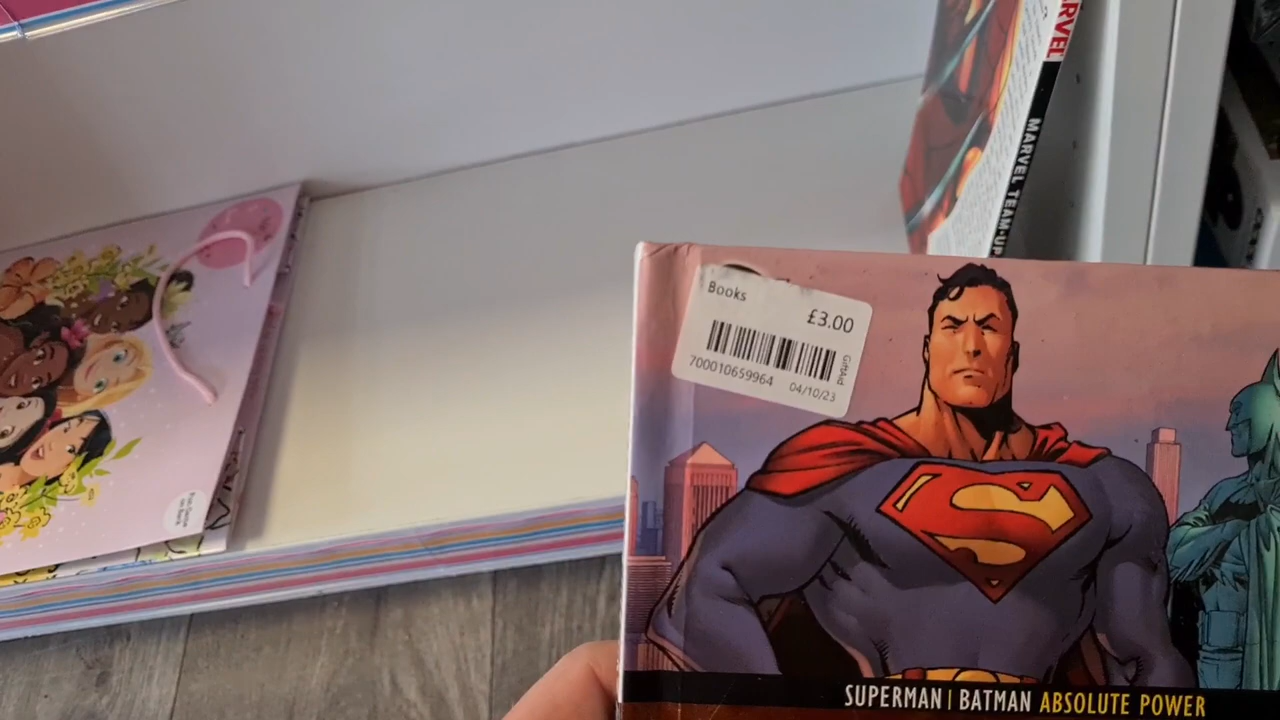 MARVEL
MARVEL TEAM-UP
Books
£3.00
700010659964
04/10/23
GiftAid
S
SUPERMAN | BATMAN ABSOLUTE POWER